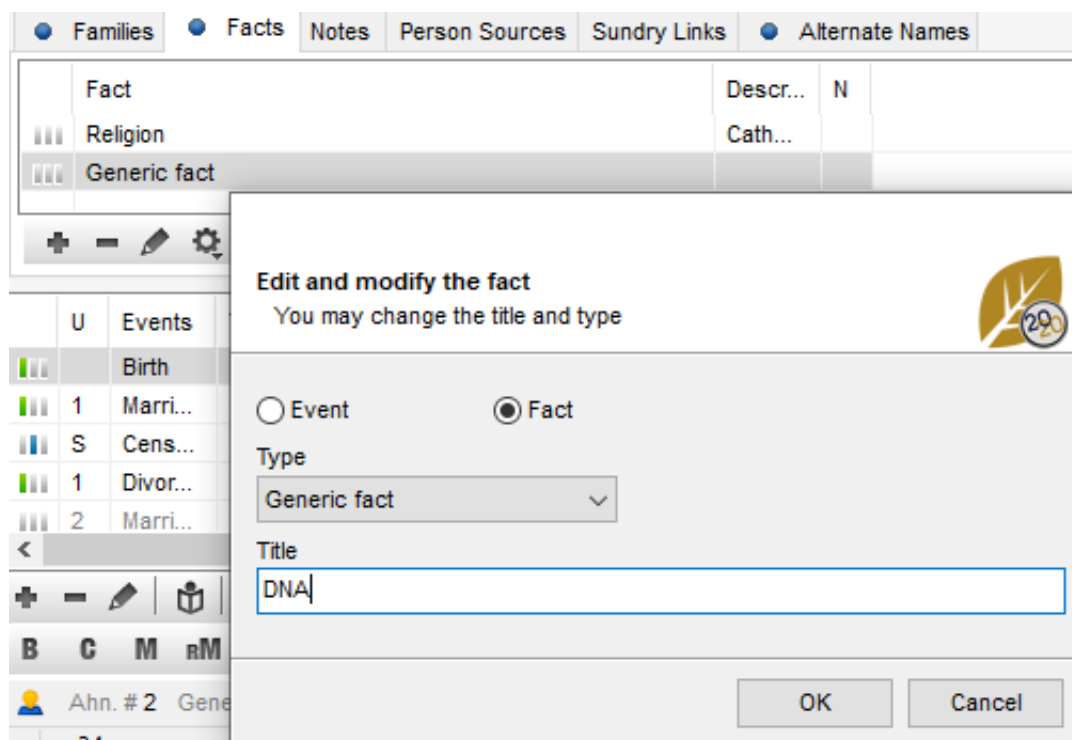 Families Facts Notes Person Sources Sundry Links Alternate Names
Fact Descr... N
Religion Cath...
Generic fact
Edit and modify the fact
You may change the title and type
2020
U Events
Birth
1 Marri...
S Cens...
1 Divor...
2 Marri...
Event Fact
Type
Generic fact
Title
DNA
B C M RM
Ahn. # 2 Gene
OK Cancel